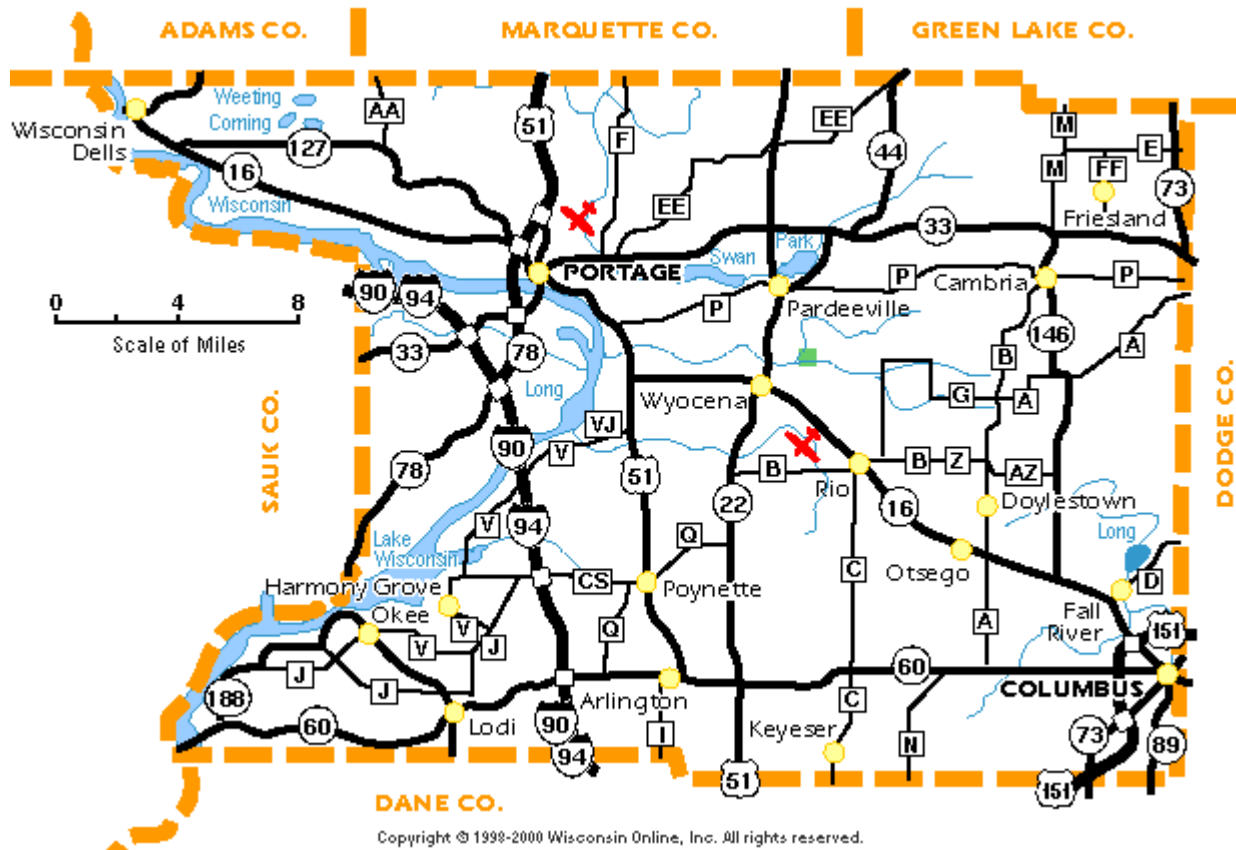 ADAMS CO.
MARQUETTE CO.
GREEN LAKE CO.
Weeting
Coming
AA
51
F
EE
M
Wisconsin
Dells
127
44
M
E
FF
16
73
Wisconsin
EE
Friesland
33
Park
Swan
PORTAGE
90
94
P
Cambria
P
0 4 8
Scale of Miles
P
Pardeeville
33
78
146
B
A
Long
Wyocena
G
A
SAUK CO.
DODGE CO.
VJ
90
V
78
51
B
B
Z
AZ
Rio
22
16
Doylestown
V
94
Long
Lake
Wisconsin
Q
Otsego
Harmony Grove
CS
Poynette
C
D
Okee
Fall
River
V
V
J
Q
A
151
J
J
60
188
COLUMBUS
60
Lodi
90
Arlington
C
Keyeser
94
I
N
73
89
51
151
DANE CO.
Copyright © 1998-2000 Wisconsin Online, Inc. All rights reserved.